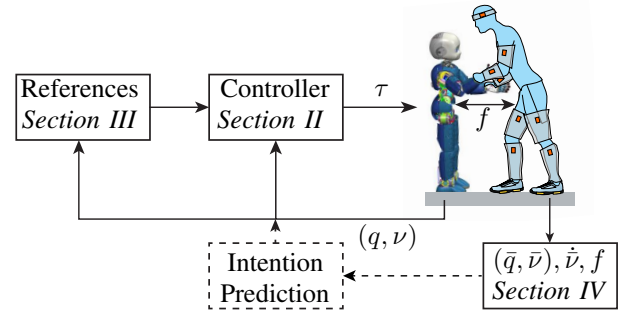 References
Section III
Controller
Section II
τ
f
(q, ν)
Intention
Prediction
(q̄, ν̄), ν̄̇, f
Section IV